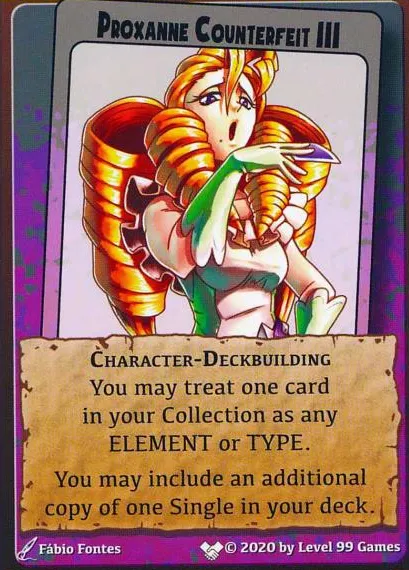 Proxanne Counterfeit III
Character-Deckbuilding
You may treat one card
in your Collection as any
ELEMENT or TYPE.
You may include an additional
copy of one Single in your deck.
Fábio Fontes
© 2020 by Level 99 Games